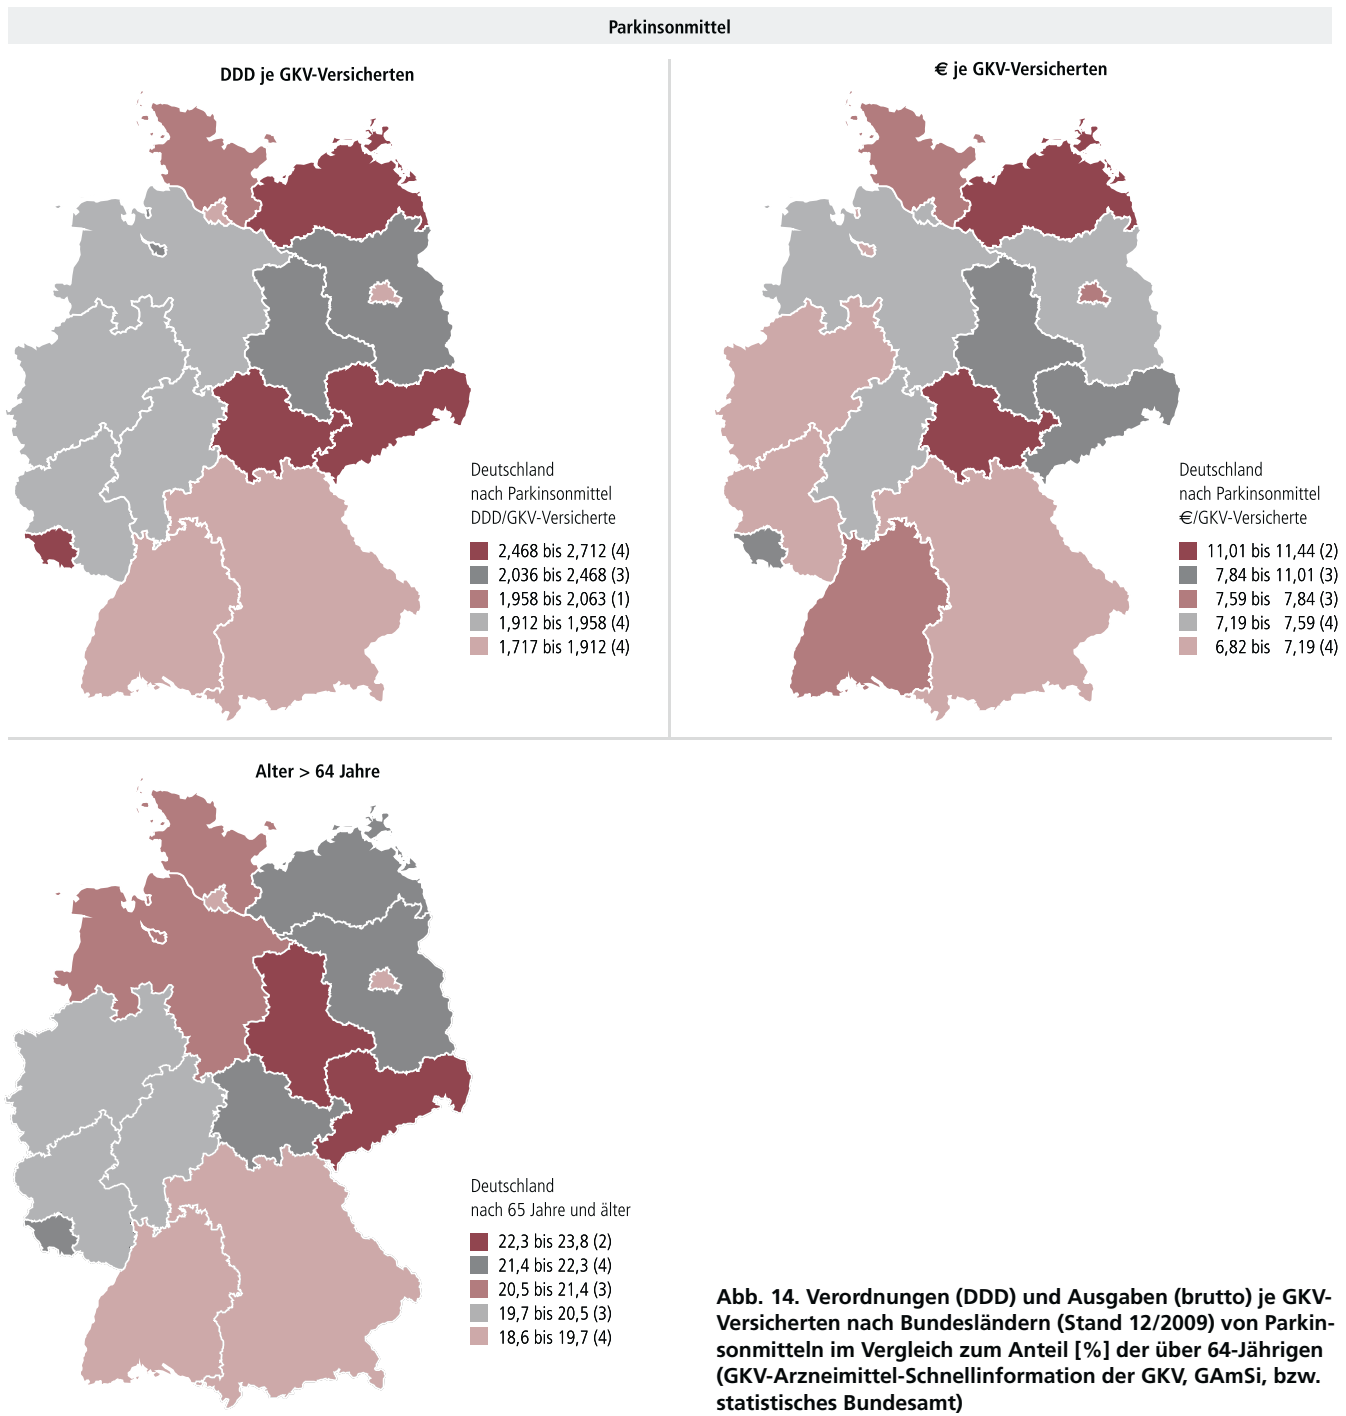 Parkinsonmittel
DDD je GKV-Versicherten
€ je GKV-Versicherten
Deutschland
nach Parkinsonmittel
DDD/GKV-Versicherte
2,468 bis 2,712 (4)
2,036 bis 2,468 (3)
1,958 bis 2,063 (1)
1,912 bis 1,958 (4)
1,717 bis 1,912 (4)
Deutschland
nach Parkinsonmittel
€/GKV-Versicherte
11,01 bis 11,44 (2)
7,84 bis 11,01 (3)
7,59 bis 7,84 (3)
7,19 bis 7,59 (4)
6,82 bis 7,19 (4)
Alter > 64 Jahre
Deutschland
nach 65 Jahre und älter
22,3 bis 23,8 (2)
21,4 bis 22,3 (4)
20,5 bis 21,4 (3)
19,7 bis 20,5 (3)
18,6 bis 19,7 (4)
Abb. 14. Verordnungen (DDD) und Ausgaben (brutto) je GKV-
Versicherten nach Bundesländern (Stand 12/2009) von Parkin-
sonmitteln im Vergleich zum Anteil [%] der über 64-Jährigen
(GKV-Arzneimittel-Schnellinformation der GKV, GAmSi, bzw.
statistisches Bundesamt)